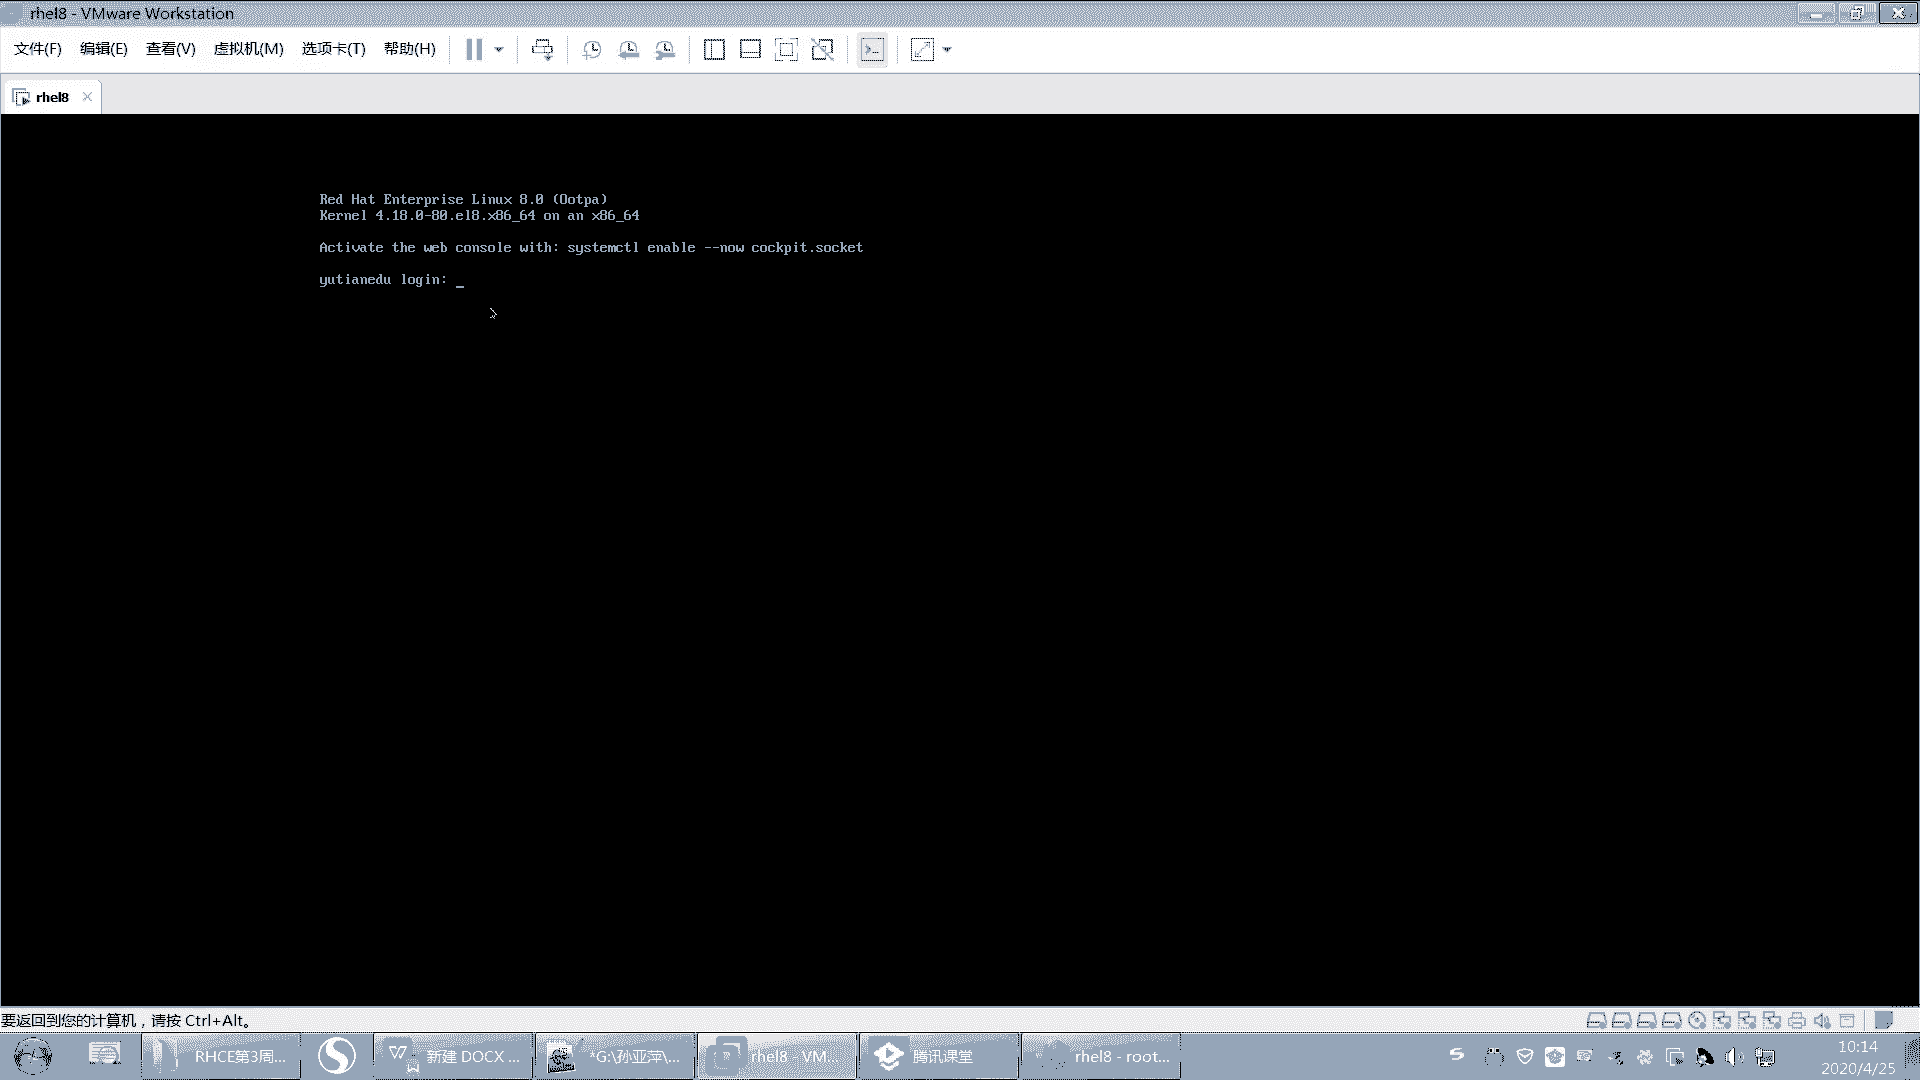 rhel8 - VMware Workstation
文件(F) 编辑(E) 查看(V) 虚拟机(M) 选项卡(T) 帮助(H)
rhel8
Red Hat Enterprise Linux 8.0 (Ootpa)
Kernel 4.18.0-80.el8.x86_64 on an x86_64
Activate the web console with: systemctl enable --now cockpit.socket
yutianedu login: _
要返回到您的计算机，请按 Ctrl+Alt。
RHCE第3周... 新建 DOCX ... *G:\孙亚萍\... rhel8 - VM... 腾讯课堂 rhel8 - root...
10:14
2020/4/25